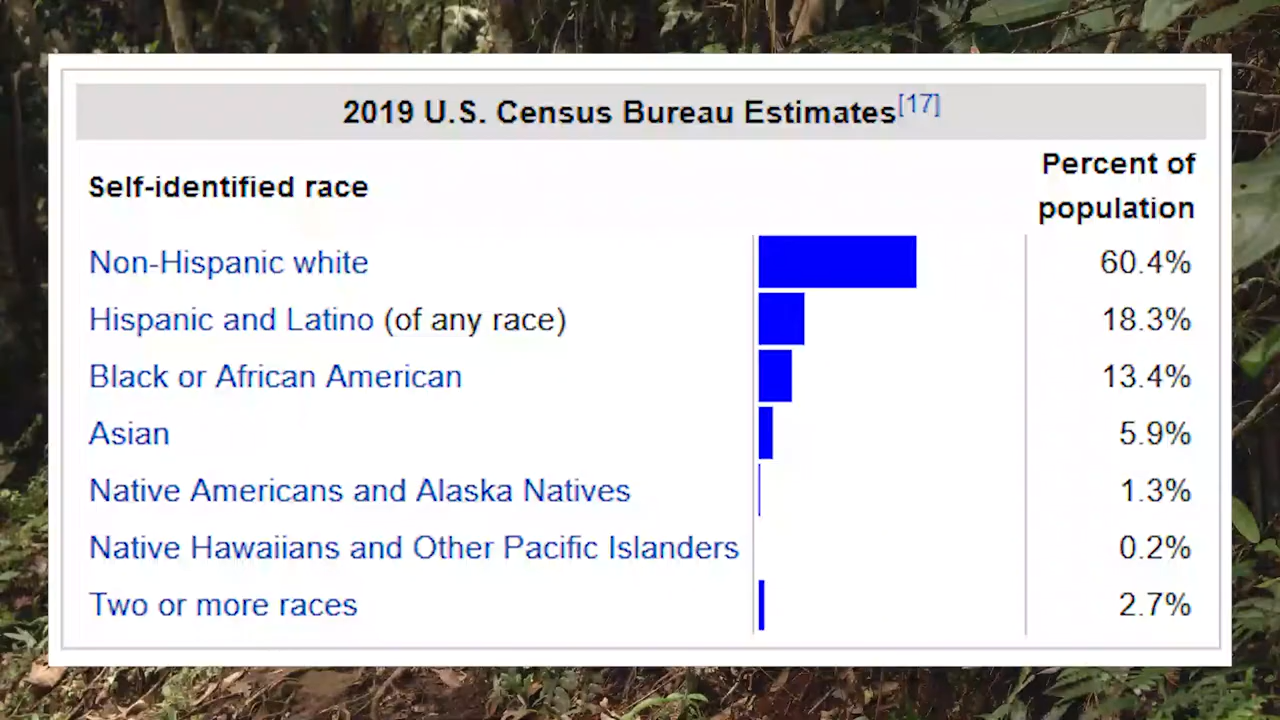 2019 U.S. Census Bureau Estimates[17]
Self-identified race Percent of population
Non-Hispanic white 60.4%
Hispanic and Latino (of any race) 18.3%
Black or African American 13.4%
Asian 5.9%
Native Americans and Alaska Natives 1.3%
Native Hawaiians and Other Pacific Islanders 0.2%
Two or more races 2.7%